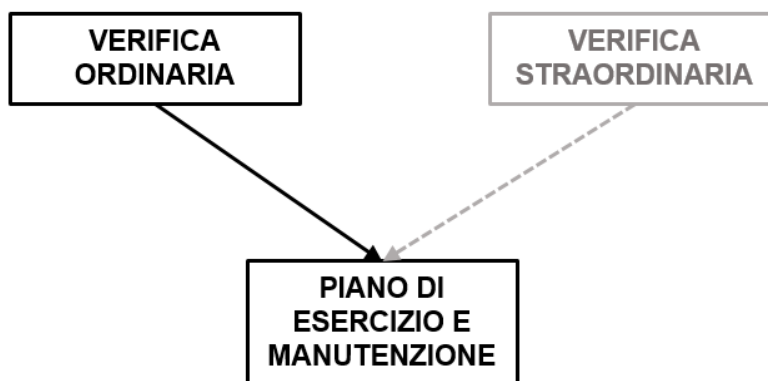 VERIFICA
ORDINARIA
VERIFICA
STRAORDINARIA
PIANO DI
ESERCIZIO E
MANUTENZIONE